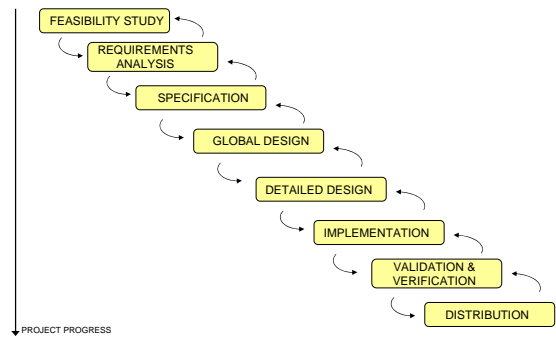 FEASIBILITY STUDY
REQUIREMENTS
ANALYSIS
SPECIFICATION
GLOBAL DESIGN
DETAILED DESIGN
IMPLEMENTATION
VALIDATION &
VERIFICATION
DISTRIBUTION
PROJECT PROGRESS